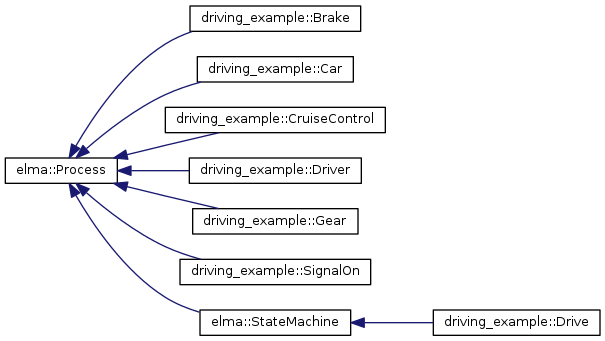 driving_example::Brake
driving_example::Car
driving_example::CruiseControl
elma::Process
driving_example::Driver
driving_example::Gear
driving_example::SignalOn
elma::StateMachine
driving_example::Drive